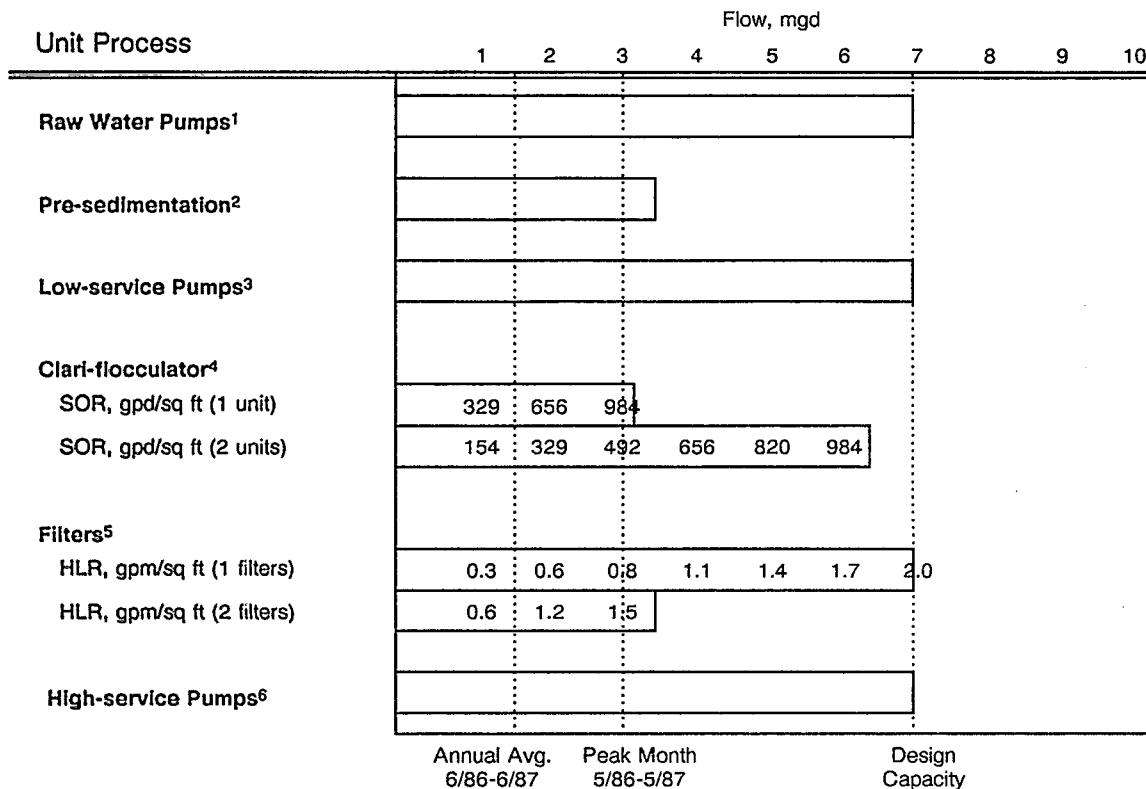 Flow, mgd
Unit Process 1 2 3 4 5 6 7 8 9 10
Raw Water Pumps1
Pre-sedimentation2
Low-service Pumps3
Clari-flocculator4
SOR, gpd/sq ft (1 unit) 329 656 984
SOR, gpd/sq ft (2 units) 154 329 492 656 820 984
Filters5
HLR, gpm/sq ft (1 filters) 0.3 0.6 0.8 1.1 1.4 1.7 2.0
HLR, gpm/sq ft (2 filters) 0.6 1.2 1.5
High-service Pumps6
Annual Avg. Peak Month Design
6/86-6/87 5/86-5/87 Capacity